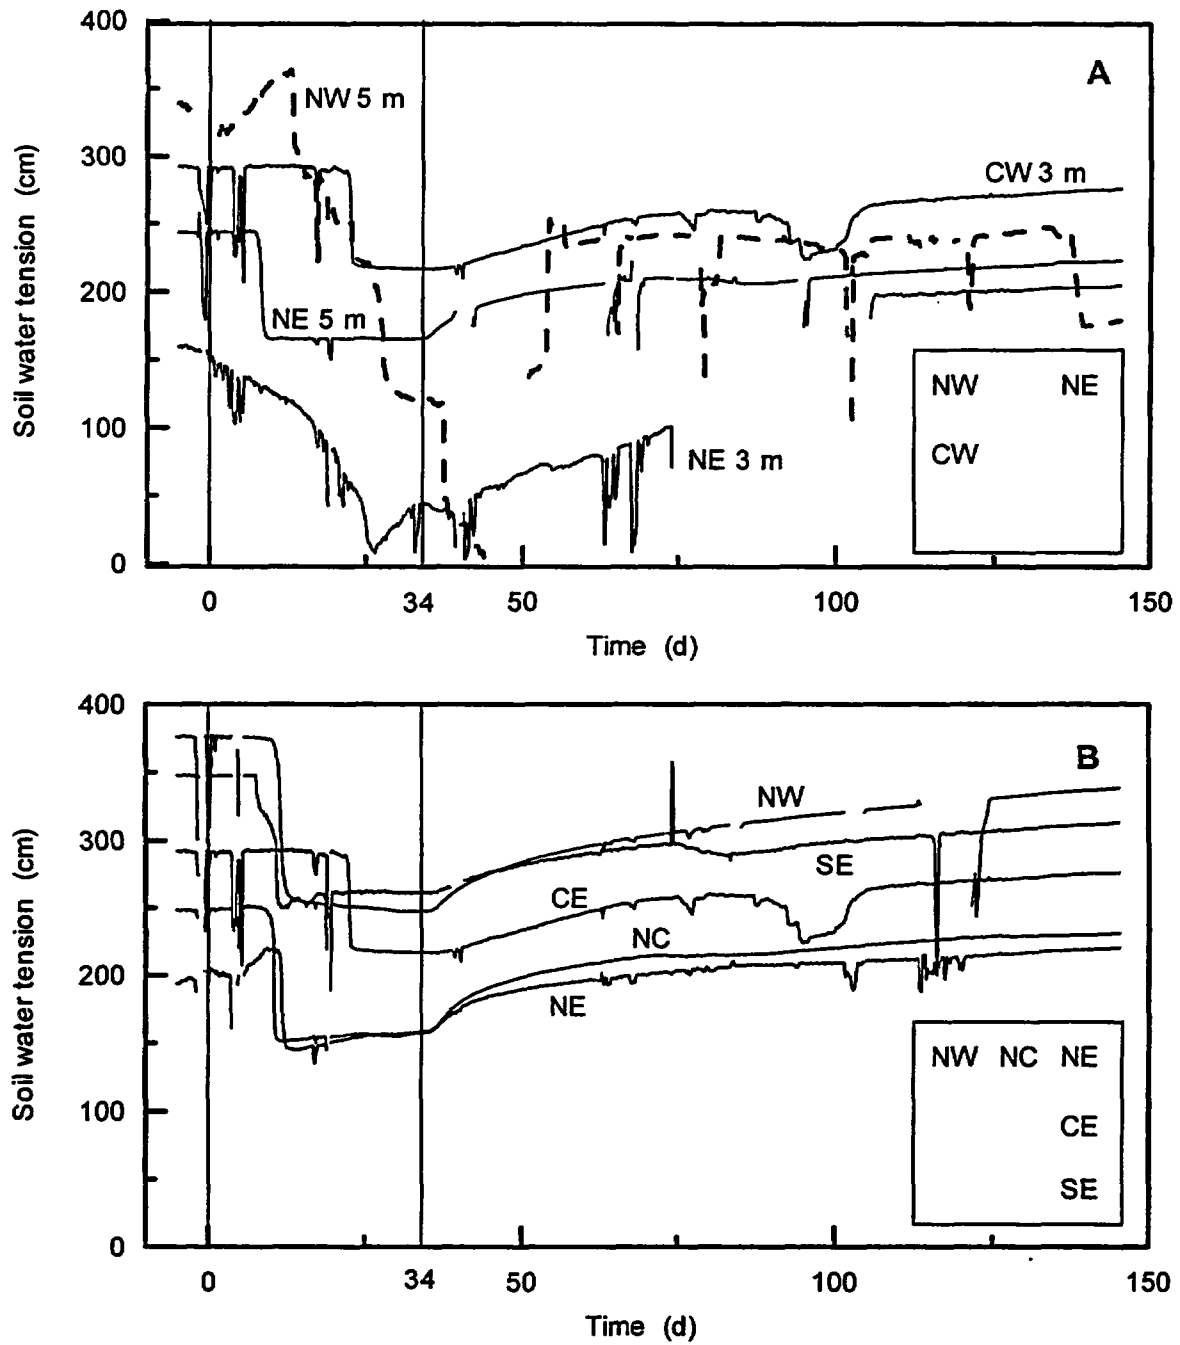 400
A
NW 5 m
300
CW 3 m
Soil water tension (cm)
200
NE 5 m
NW NE
100
NE 3 m
CW
0
0 34 50 100 150
Time (d)
400
B
NW
300
SE
CE
Soil water tension (cm)
NC
200
NE
NW NC NE
100
CE
SE
0
0 34 50 100 150
Time (d)